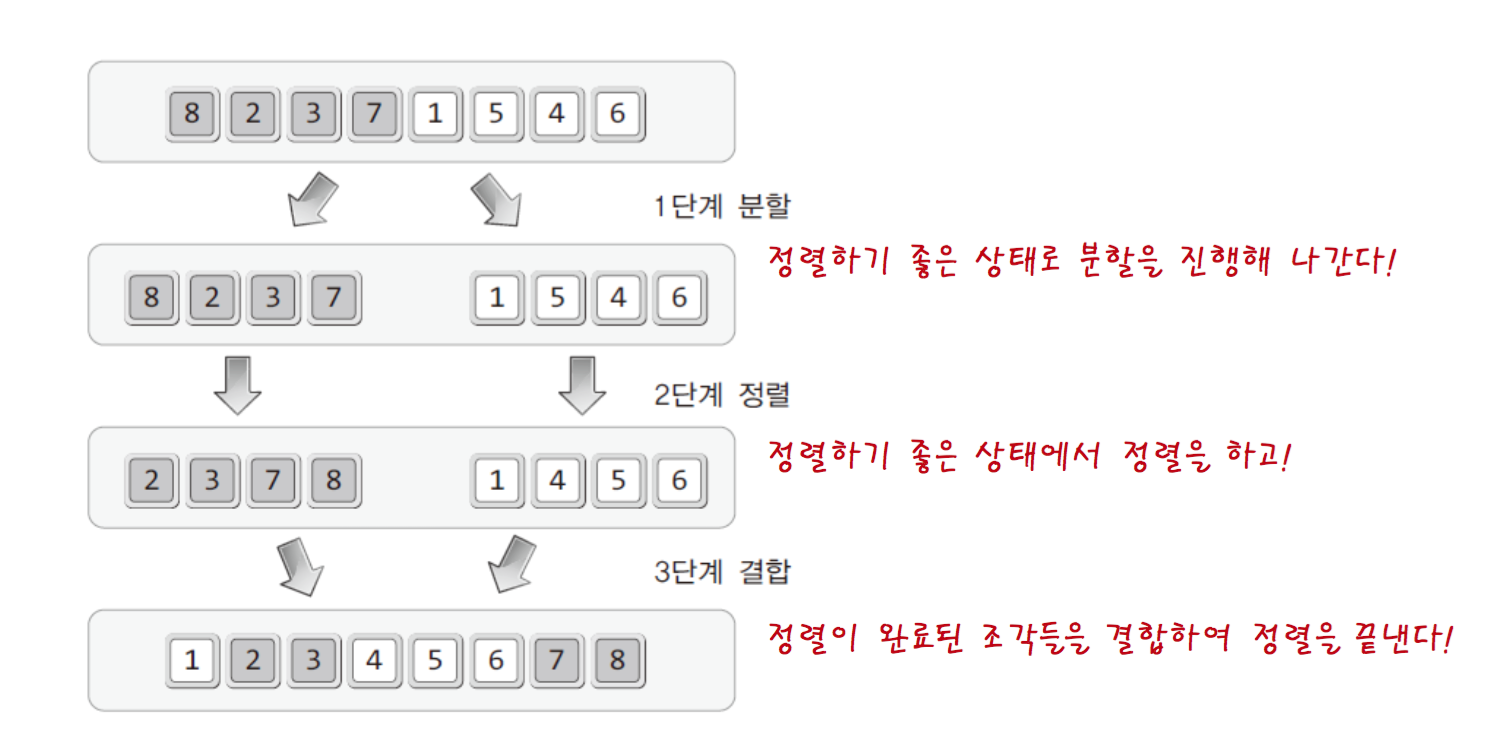 8 2 3 7 1 5 4 6
1단계 분할
정렬하기 좋은 상태로 분할을 진행해 나간다!
8 2 3 7 1 5 4 6
2단계 정렬
정렬하기 좋은 상태에서 정렬을 하고!
2 3 7 8 1 4 5 6
3단계 결합
정렬이 완료된 조각들을 결합하여 정렬을 끝낸다!
1 2 3 4 5 6 7 8